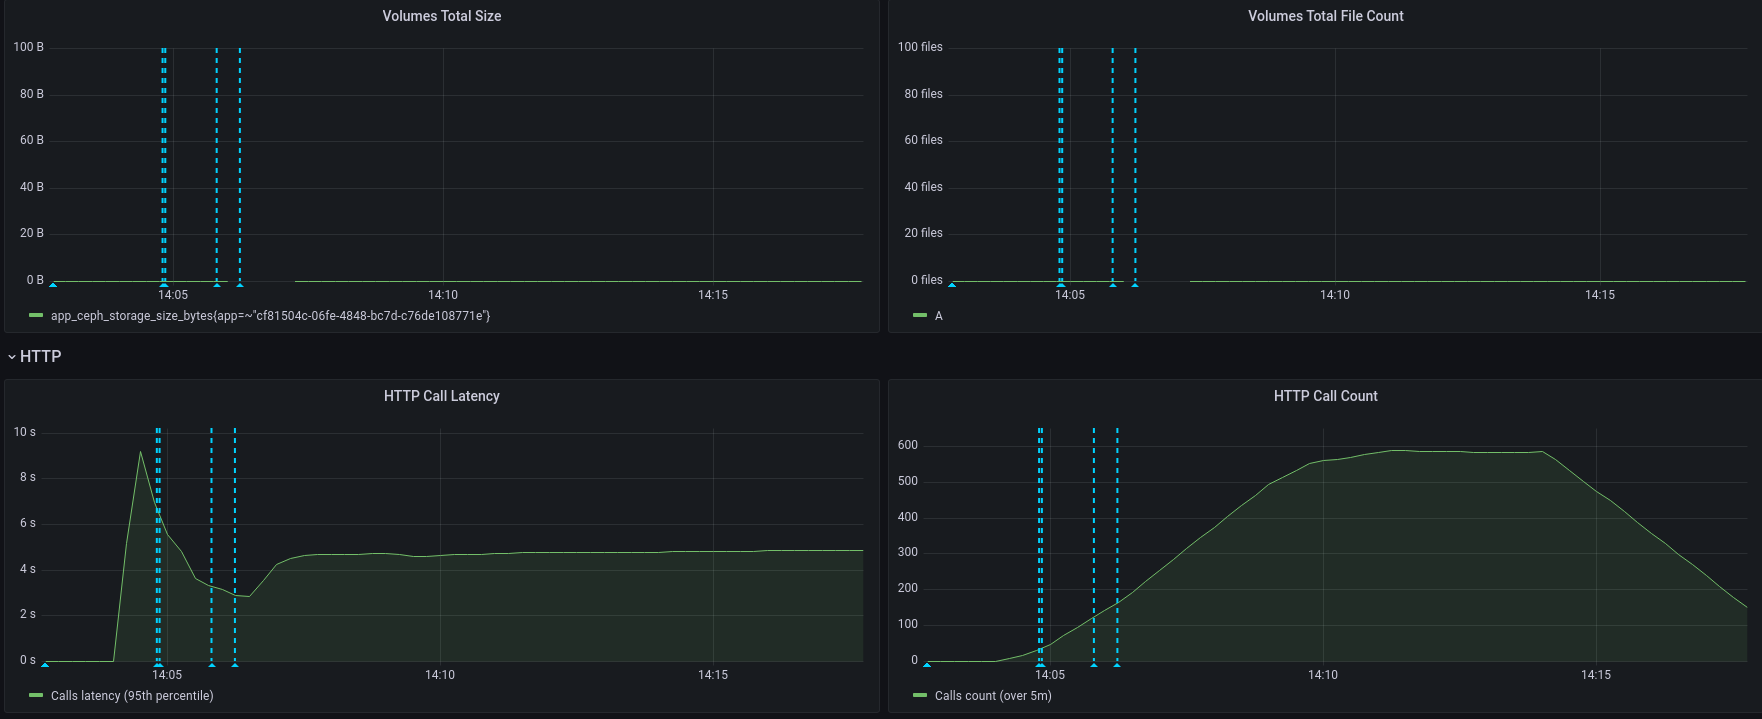 Volumes Total Size
100 B
80 B
60 B
40 B
20 B
0 B
14:05 14:10 14:15
app_ceph_storage_size_bytes{app=~"cf81504c-06fe-4848-bc7d-c76de108771e"}
Volumes Total File Count
100 files
80 files
60 files
40 files
20 files
0 files
14:05 14:10 14:15
A
HTTP
HTTP Call Latency
10 s
8 s
6 s
4 s
2 s
0 s
14:05 14:10 14:15
Calls latency (95th percentile)
HTTP Call Count
600
500
400
300
200
100
0
14:05 14:10 14:15
Calls count (over 5m)